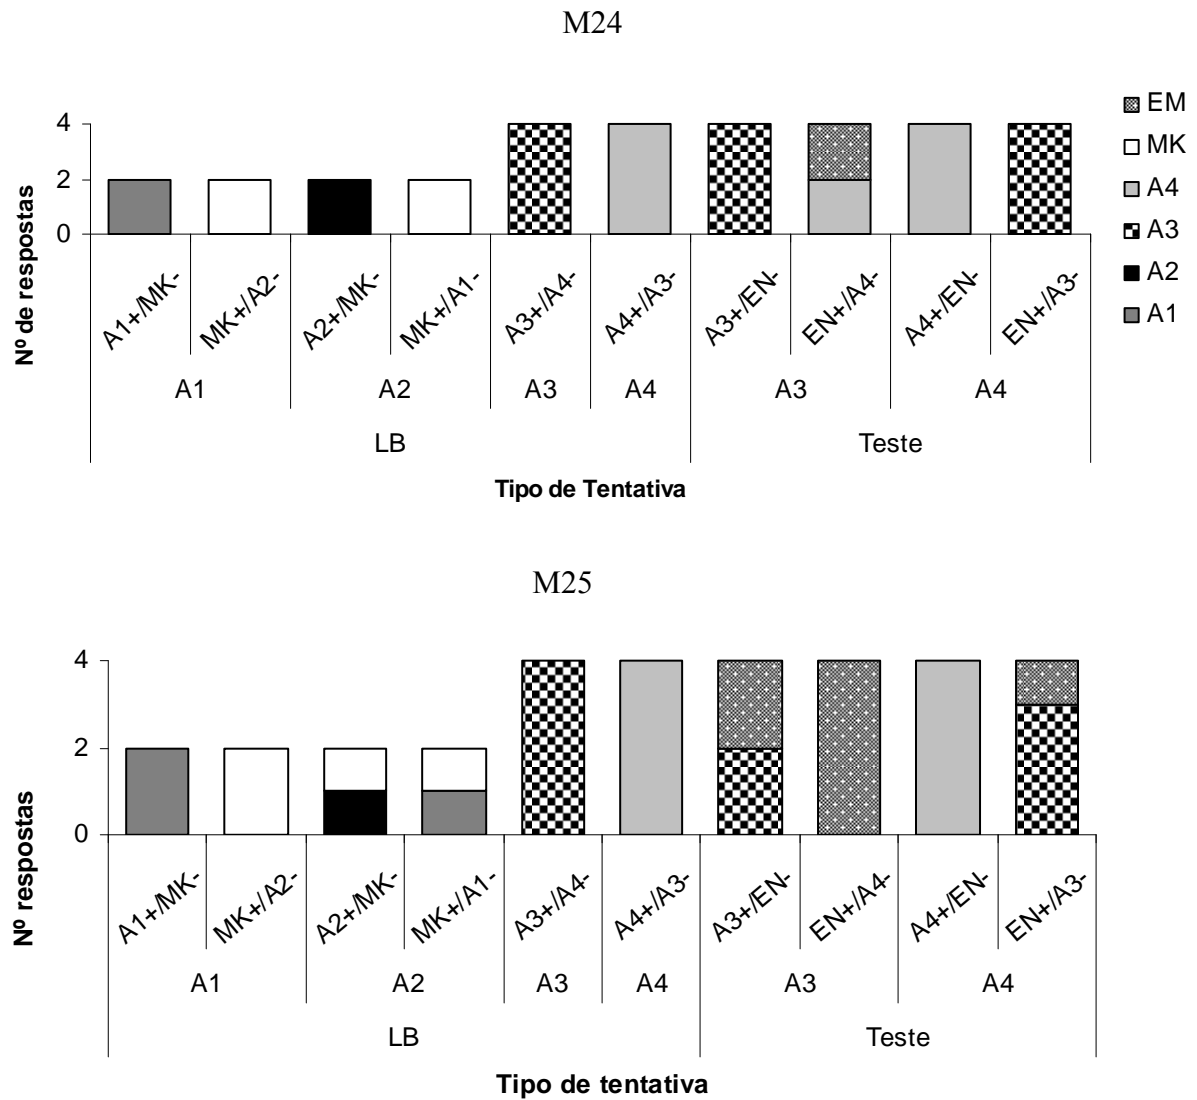 M24
EM
MK
A4
A3
A2
A1
Nº de respostas
4
2
0
A1+/MK-
MK+/A2-
A2+/MK-
MK+/A1-
A3+/A4-
A4+/A3-
A3+/EN-
EN+/A4-
A4+/EN-
EN+/A3-
A1
A2
A3
A4
A3
A4
LB
Teste
Tipo de Tentativa
M25
Nº respostas
4
2
0
A1+/MK-
MK+/A2-
A2+/MK-
MK+/A1-
A3+/A4-
A4+/A3-
A3+/EN-
EN+/A4-
A4+/EN-
EN+/A3-
A1
A2
A3
A4
A3
A4
LB
Teste
Tipo de tentativa